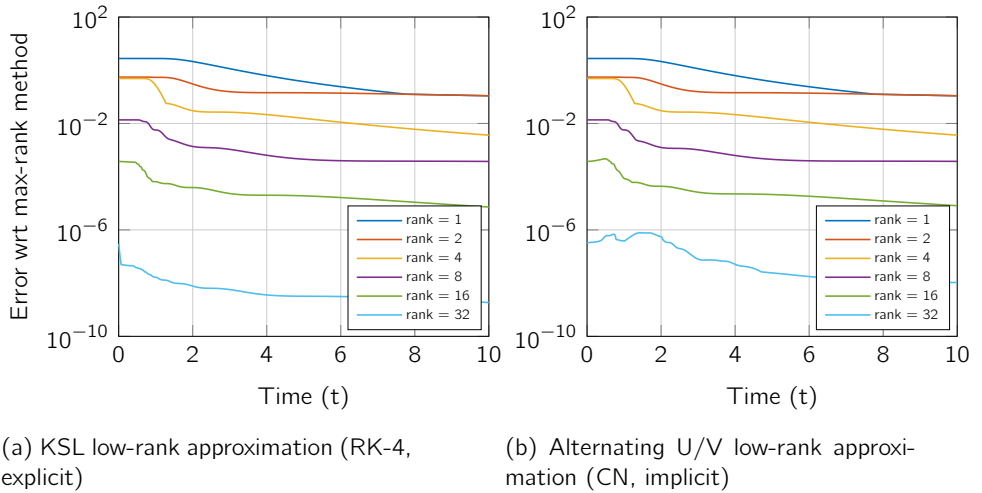 Error wrt max-rank method
10^2
10^-2
10^-6
10^-10
0 2 4 6 8 10
Time (t)
rank = 1
rank = 2
rank = 4
rank = 8
rank = 16
rank = 32
(a) KSL low-rank approximation (RK-4,
explicit)
10^2
10^-2
10^-6
10^-10
0 2 4 6 8 10
Time (t)
rank = 1
rank = 2
rank = 4
rank = 8
rank = 16
rank = 32
(b) Alternating U/V low-rank approxi-
mation (CN, implicit)